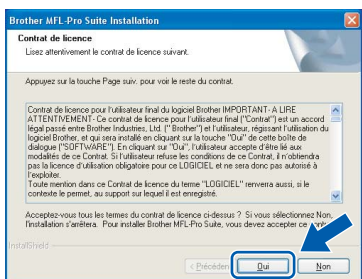 Brother MFL-Pro Suite Installation
Contrat de licence
Lisez attentivement le contrat de licence suivant.
Appuyez sur la touche Page suiv. pour voir le reste du contrat.
Contrat de licence pour l'utilisateur final du logiciel Brother IMPORTANT- A LIRE
ATTENTIVEMENT- Ce contrat de licence pour l'utilisateur final ("Contrat") est un accord
légal passé entre Brother Industries, Ltd. (" Brother") et l'utilisateur, régissant l'utilisation du
logiciel Brother, et qui sera installé en cliquant sur la touche "Oui" de cette boîte de
dialogue ("SOFTWARE"). En cliquant sur "Oui", l'utilisateur accepte d'être lié aux
modalités de ce Contrat. Si l'utilisateur refuse les conditions de ce Contrat, il n'obtiendra
pas la licence d'utilisation obligatoire pour ce LOGICIEL et ne sera donc pas autorisé à
l'exploiter.
Toute mention dans ce Contrat de licence du terme "LOGICIEL" renverra aussi, si le
contexte le permet, au support sur lequel il est enregistré.
Acceptez-vous tous les termes du contrat de licence ci-dessus ? Si vous sélectionnez Non,
l'installation s'arrêtera. Pour installer Brother MFL-Pro Suite, vous devez accepter ce
InstallShield
< Précéden Oui Non